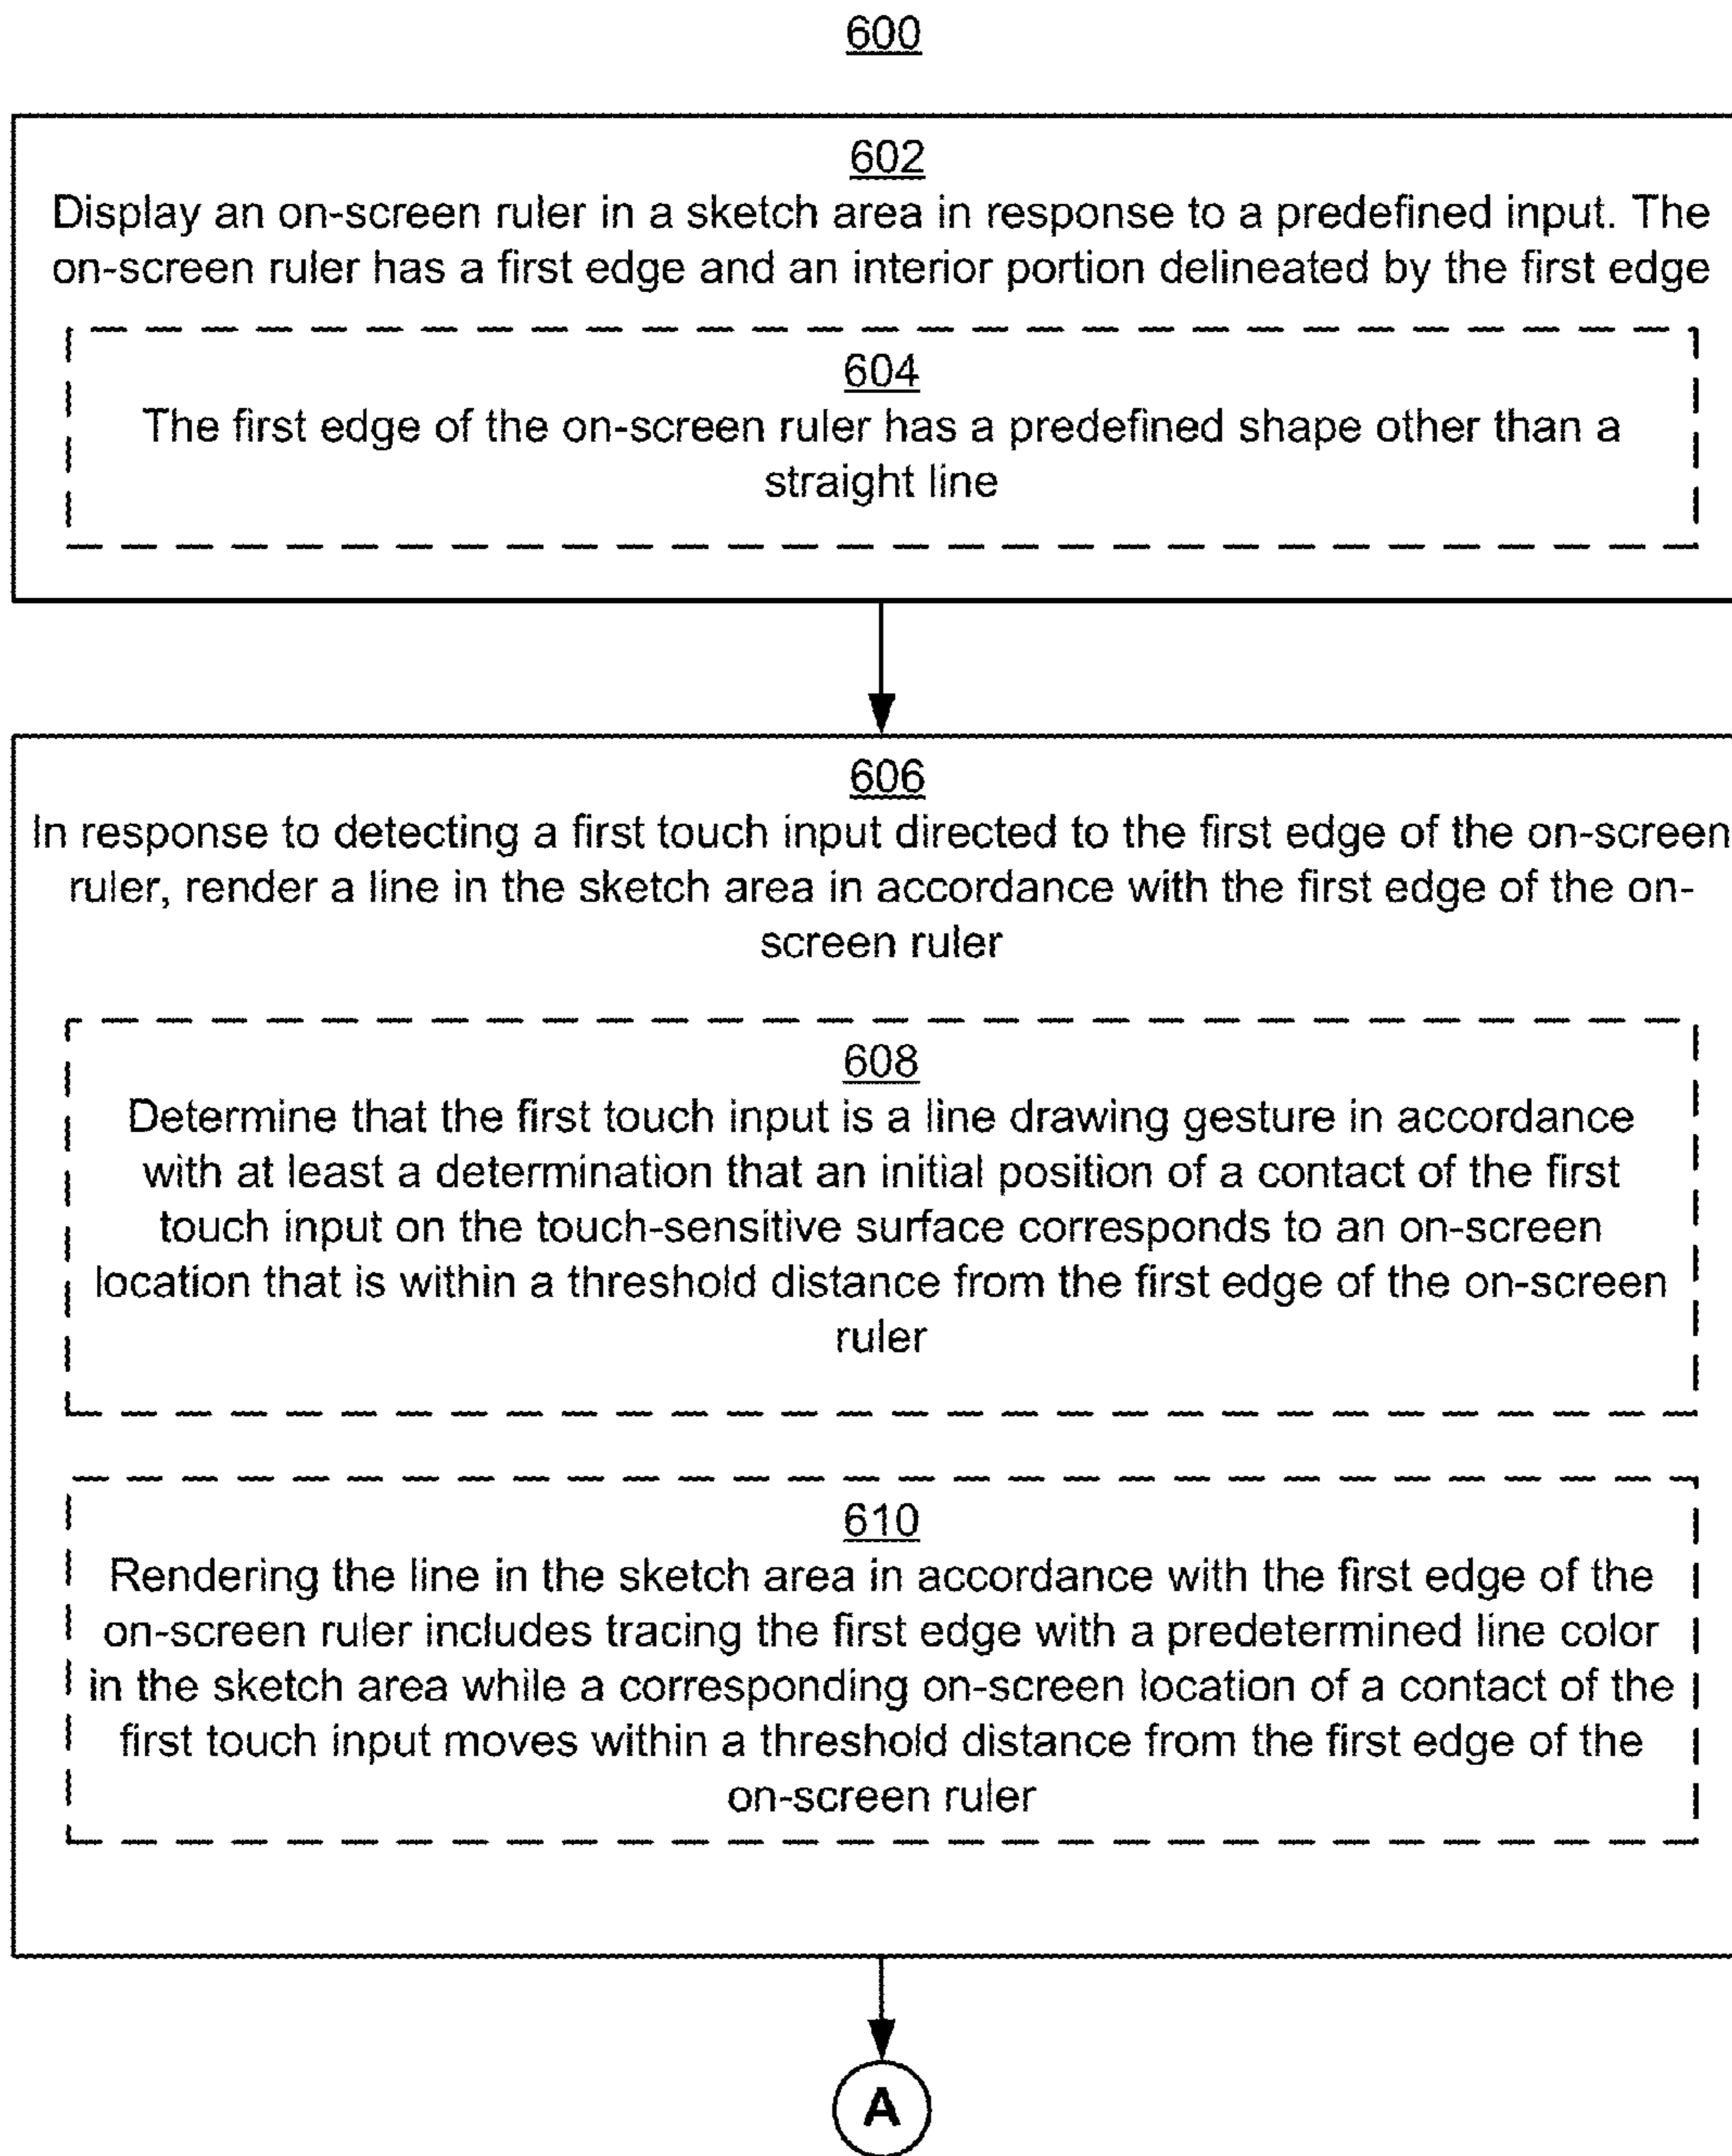 600
602
Display an on-screen ruler in a sketch area in response to a predefined input. The
on-screen ruler has a first edge and an interior portion delineated by the first edge
604
The first edge of the on-screen ruler has a predefined shape other than a
straight line
606
In response to detecting a first touch input directed to the first edge of the on-screen
ruler, render a line in the sketch area in accordance with the first edge of the on-
screen ruler
608
Determine that the first touch input is a line drawing gesture in accordance
with at least a determination that an initial position of a contact of the first
touch input on the touch-sensitive surface corresponds to an on-screen
location that is within a threshold distance from the first edge of the on-screen
ruler
610
Rendering the line in the sketch area in accordance with the first edge of the
on-screen ruler includes tracing the first edge with a predetermined line color
in the sketch area while a corresponding on-screen location of a contact of the
first touch input moves within a threshold distance from the first edge of the
on-screen ruler
A